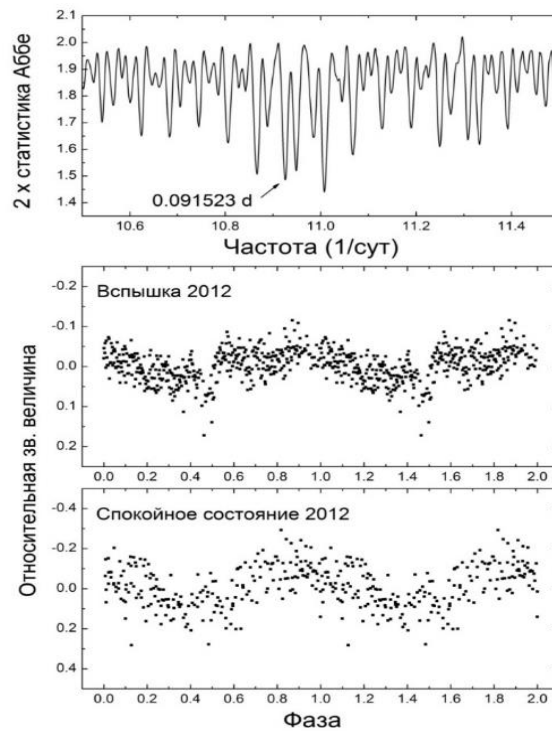 2 x статистика Аббе
2.1
2.0
1.9
1.8
1.7
1.6
1.5
1.4
0.091523 d
10.6 10.8 11.0 11.2 11.4
Частота (1/сут)
Относительная зв. величина
Вспышка 2012
-0.2
-0.1
0.0
0.1
0.2
0.0 0.2 0.4 0.6 0.8 1.0 1.2 1.4 1.6 1.8 2.0
Спокойное состояние 2012
-0.4
-0.2
0.0
0.2
0.4
0.0 0.2 0.4 0.6 0.8 1.0 1.2 1.4 1.6 1.8 2.0
Фаза